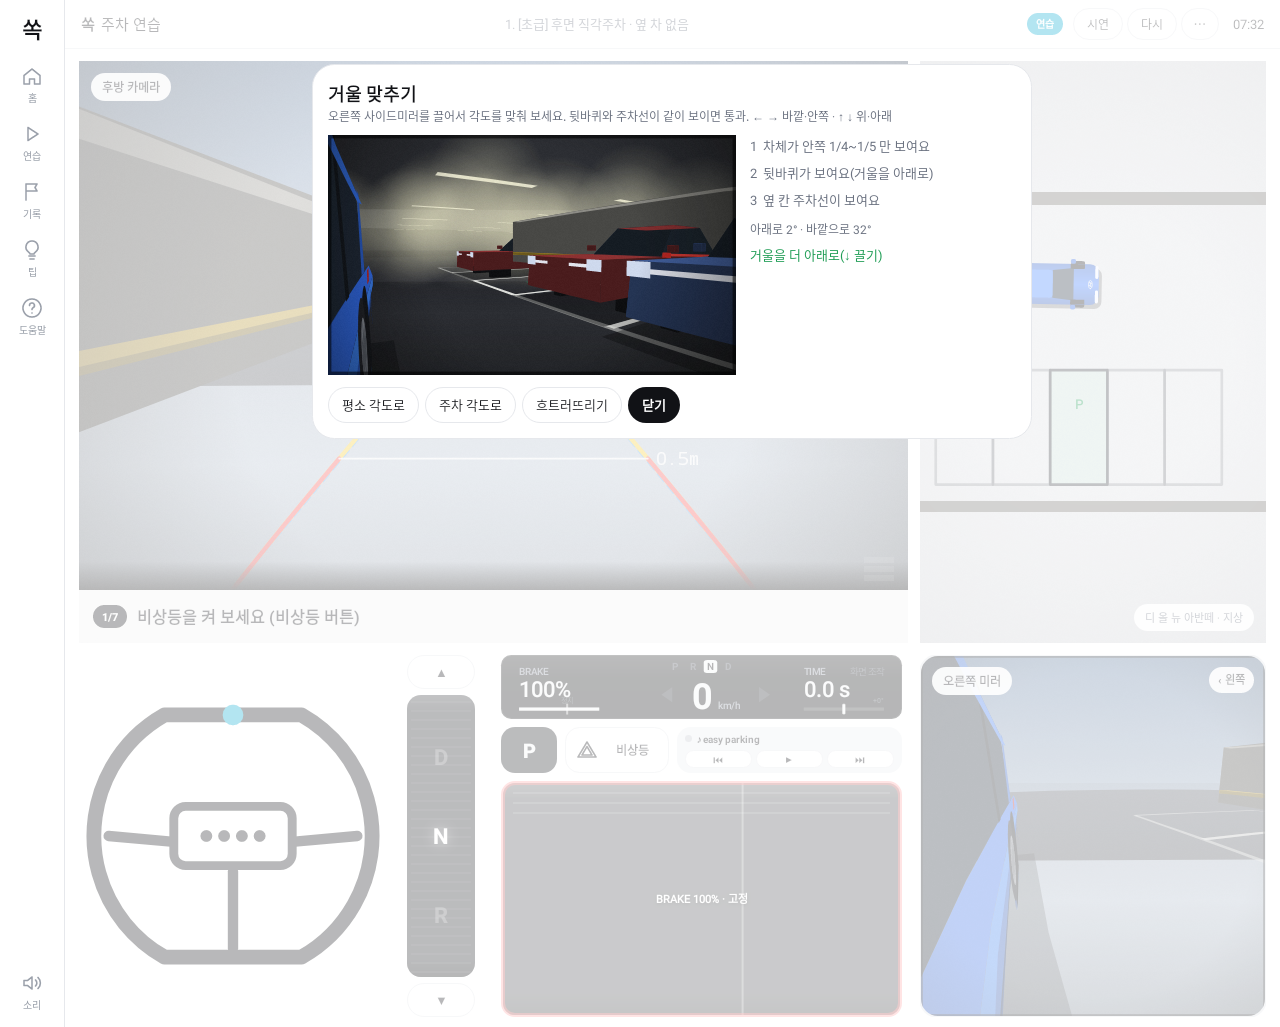 쏙
홈
연습
기록
팁
도움말
소리
쏙 주차 연습
1. [초급] 후면 직각주차 · 옆 차 없음
연습
시연
다시
···
07:32
후방 카메라
거울 맞추기
오른쪽 사이드미러를 끌어서 각도를 맞춰 보세요. 뒷바퀴와 주차선이 같이 보이면 통과. ← → 바깥·안쪽 · ↑ ↓ 위·아래
1 차체가 안쪽 1/4~1/5 만 보여요
2 뒷바퀴가 보여요(거울을 아래로)
3 옆 칸 주차선이 보여요
아래로 2° · 바깥으로 32°
거울을 더 아래로(↓ 끌기)
평소 각도로
주차 각도로
흐트러뜨리기
닫기
P
0.5m
1/7
비상등을 켜 보세요 (비상등 버튼)
디 올 뉴 아반떼 · 지상
▲
D
N
R
▼
BRAKE
100%
P R N D
0 km/h
TIME
0.0 s
P
비상등
♪ easy parking
BRAKE 100% · 고정
오른쪽 미러
‹ 왼쪽